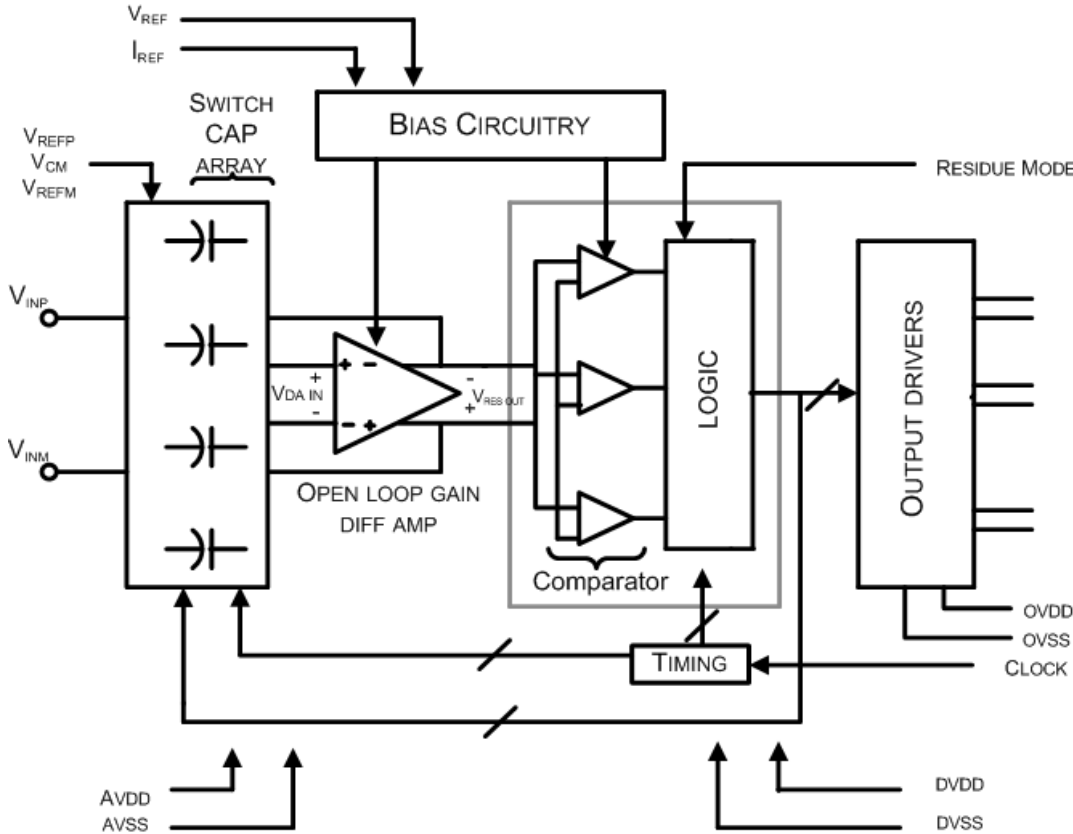 VREF
IREF
SWITCH
CAP
ARRAY
BIAS CIRCUITRY
VREFP
VCM
VREFM
RESIDUE MODE
VINP
VINM
+
VDA IN
-
+ -
- +
-
VRES OUT
+
OPEN LOOP GAIN
DIFF AMP
Comparator
LOGIC
OUTPUT DRIVERS
OVDD
OVSS
TIMING
CLOCK
AVDD
AVSS
DVDD
DVSS